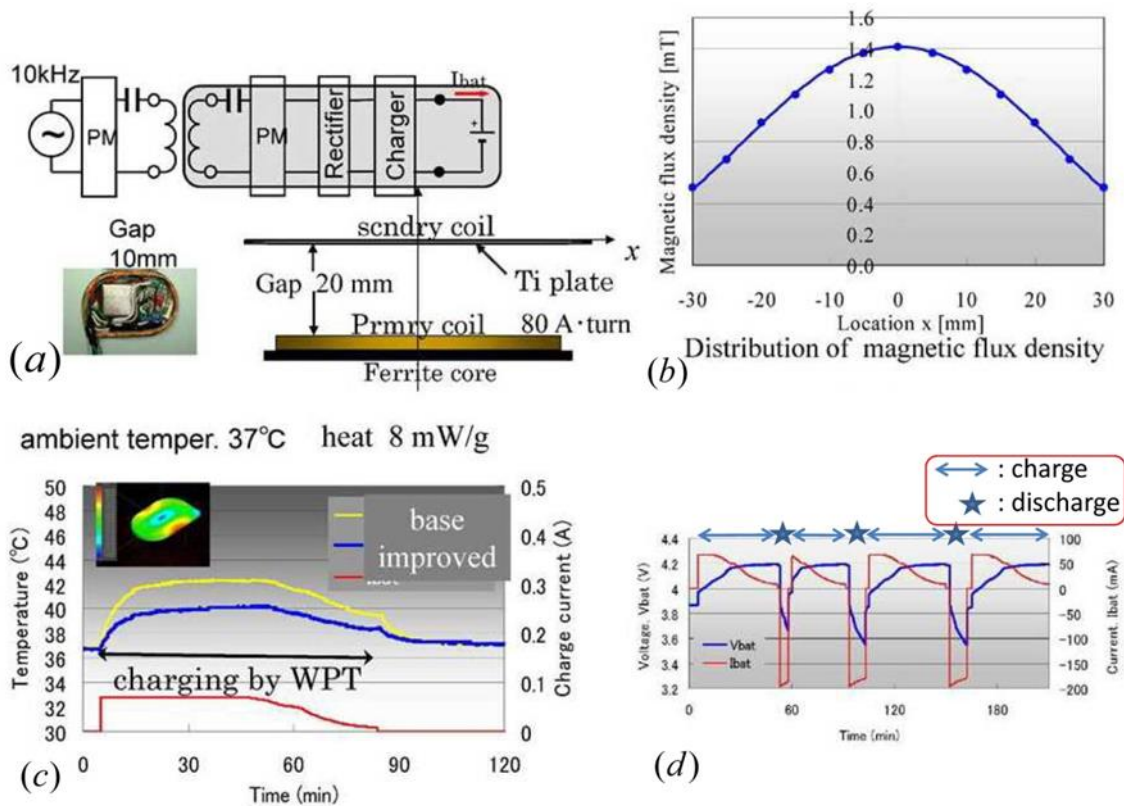 10kHz
PM
PM
Rectifier
Charger
Ibat
+
Gap
10mm
scndry coil
x
Ti plate
Gap 20 mm
Prmry coil
80 A·turn
Ferrite core
(a)
Magnetic flux density [mT]
1.6
1.4
1.2
1.0
0.8
0.6
0.4
0.2
0.0
-30 -20 -10 0 10 20 30
Location x [mm]
Distribution of magnetic flux density
(b)
ambient temper. 37℃ heat 8 mW/g
Temperature (℃)
50
48
46
44
42
40
38
36
34
32
30
base
improved
charging by WPT
0.5
0.4
0.3
0.2
0.1
0
Charge current (A)
0 30 60 90 120
Time (min)
(c)
: charge
: discharge
Voltage, Vbat (V)
4.4
4.2
4
3.8
3.6
3.4
3.2
Vbat
Ibat
100
50
0
-50
-100
-150
-200
Current, Ibat (mA)
0 60 120 180
Time (min)
(d)